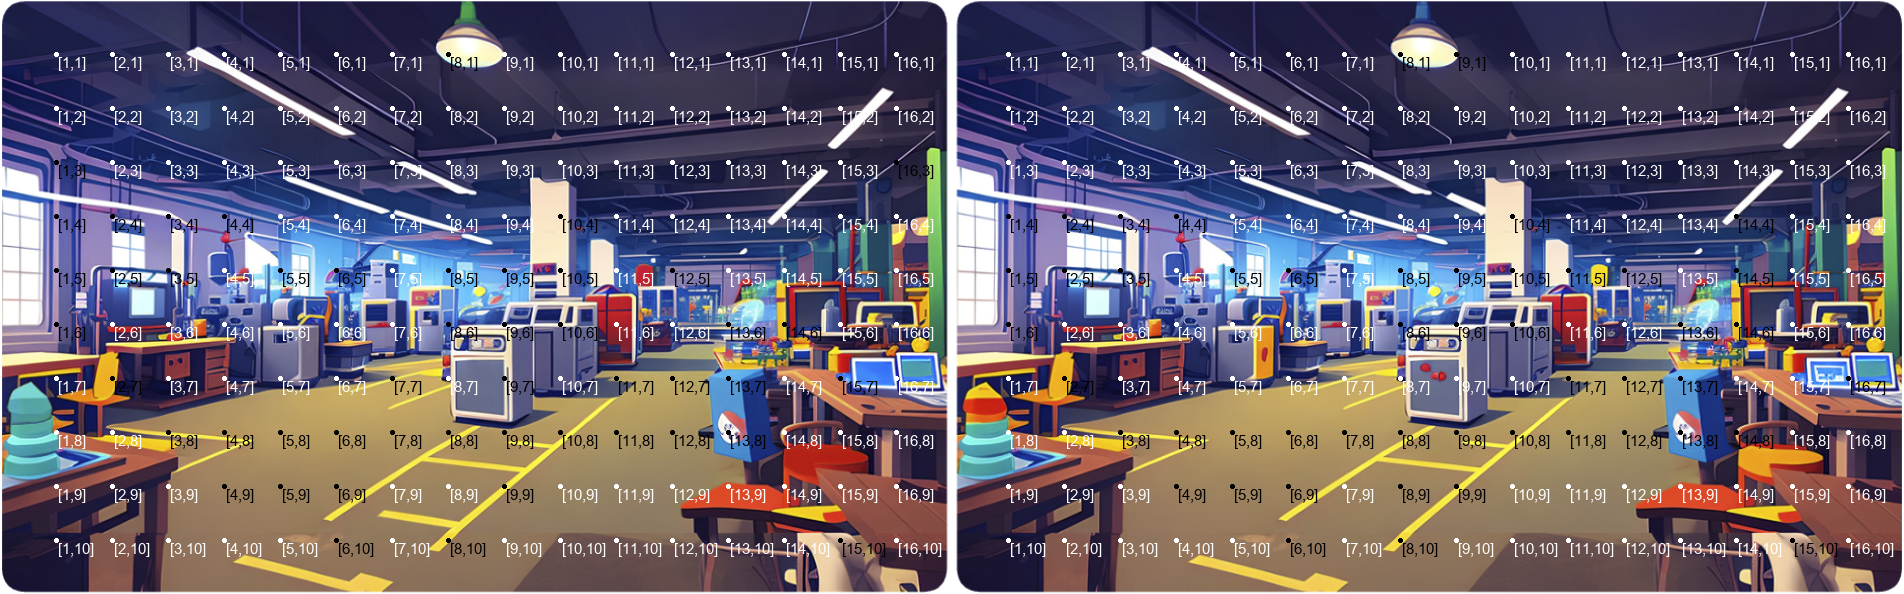 [1,1] [2,1] [3,1] [4,1] [5,1] [6,1] [7,1] [8,1] [9,1] [10,1] [11,1] [12,1] [13,1] [14,1] [15,1] [16,1] [1,1] [2,1] [3,1] [4,1] [5,1] [6,1] [7,1] [8,1] [9,1] [10,1] [11,1] [12,1] [13,1] [14,1] [15,1] [16,1]
[1,2] [2,2] [3,2] [4,2] [5,2] [6,2] [7,2] [8,2] [9,2] [10,2] [11,2] [12,2] [13,2] [14,2] [15,2] [16,2] [1,2] [2,2] [3,2] [4,2] [5,2] [6,2] [7,2] [8,2] [9,2] [10,2] [11,2] [12,2] [13,2] [14,2] [15,2] [16,2]
[1,3] [2,3] [3,3] [4,3] [5,3] [6,3] [7,3] [8,3] [9,3] [10,3] [11,3] [12,3] [13,3] [14,3] [15,3] [16,3] [1,3] [2,3] [3,3] [4,3] [5,3] [6,3] [7,3] [8,3] [9,3] [10,3] [11,3] [12,3] [13,3] [14,3] [15,3] [16,3]
[1,4] [2,4] [3,4] [4,4] [5,4] [6,4] [7,4] [8,4] [9,4] [10,4] [11,4] [12,4] [13,4] [14,4] [15,4] [16,4] [1,4] [2,4] [3,4] [4,4] [5,4] [6,4] [7,4] [8,4] [9,4] [10,4] [11,4] [12,4] [13,4] [14,4] [15,4] [16,4]
[1,5] [2,5] [3,5] [4,5] [5,5] [6,5] [7,5] [8,5] [9,5] [10,5] [11,5] [12,5] [13,5] [14,5] [15,5] [16,5] [1,5] [2,5] [3,5] [4,5] [5,5] [6,5] [7,5] [8,5] [9,5] [10,5] [11,5] [12,5] [13,5] [14,5] [15,5] [16,5]
[1,6] [2,6] [3,6] [4,6] [5,6] [6,6] [7,6] [8,6] [9,6] [10,6] [11,6] [12,6] [13,6] [14,6] [15,6] [16,6] [1,6] [2,6] [3,6] [4,6] [5,6] [6,6] [7,6] [8,6] [9,6] [10,6] [11,6] [12,6] [13,6] [14,6] [15,6] [16,6]
[1,7] [2,7] [3,7] [4,7] [5,7] [6,7] [7,7] [8,7] [9,7] [10,7] [11,7] [12,7] [13,7] [14,7] [15,7] [16,7] [1,7] [2,7] [3,7] [4,7] [5,7] [6,7] [7,7] [8,7] [9,7] [10,7] [11,7] [12,7] [13,7] [14,7] [15,7] [16,7]
[1,8] [2,8] [3,8] [4,8] [5,8] [6,8] [7,8] [8,8] [9,8] [10,8] [11,8] [12,8] [13,8] [14,8] [15,8] [16,8] [1,8] [2,8] [3,8] [4,8] [5,8] [6,8] [7,8] [8,8] [9,8] [10,8] [11,8] [12,8] [13,8] [14,8] [15,8] [16,8]
[1,9] [2,9] [3,9] [4,9] [5,9] [6,9] [7,9] [8,9] [9,9] [10,9] [11,9] [12,9] [13,9] [14,9] [15,9] [16,9] [1,9] [2,9] [3,9] [4,9] [5,9] [6,9] [7,9] [8,9] [9,9] [10,9] [11,9] [12,9] [13,9] [14,9] [15,9] [16,9]
[1,10] [2,10] [3,10] [4,10] [5,10] [6,10] [7,10] [8,10] [9,10] [10,10] [11,10] [12,10] [13,10] [14,10] [15,10] [16,10] [1,10] [2,10] [3,10] [4,10] [5,10] [6,10] [7,10] [8,10] [9,10] [10,10] [11,10] [12,10] [13,10] [14,10] [15,10] [16,10]